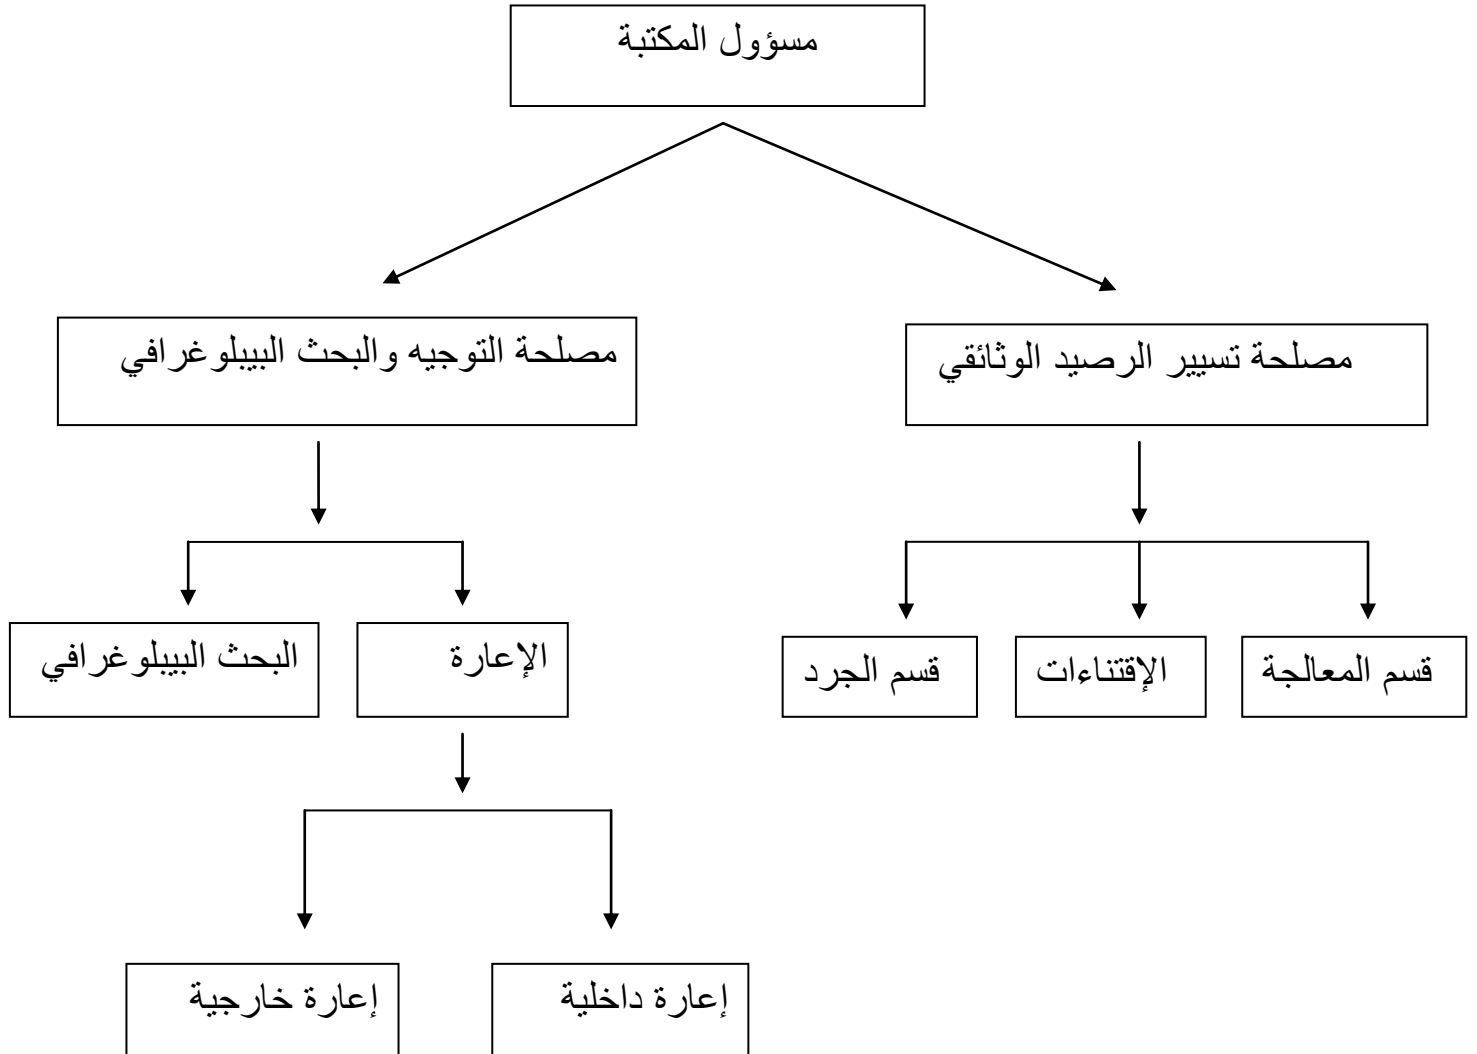 مسؤول المكتبة
مصلحة تسيير الرصيد الوثائقي
مصلحة التوجيه والبحث البيبلوغرافي
قسم المعالجة
الإقتناءات
قسم الجرد
الإعارة
البحث البيبلوغرافي
إعارة داخلية
إعارة خارجية